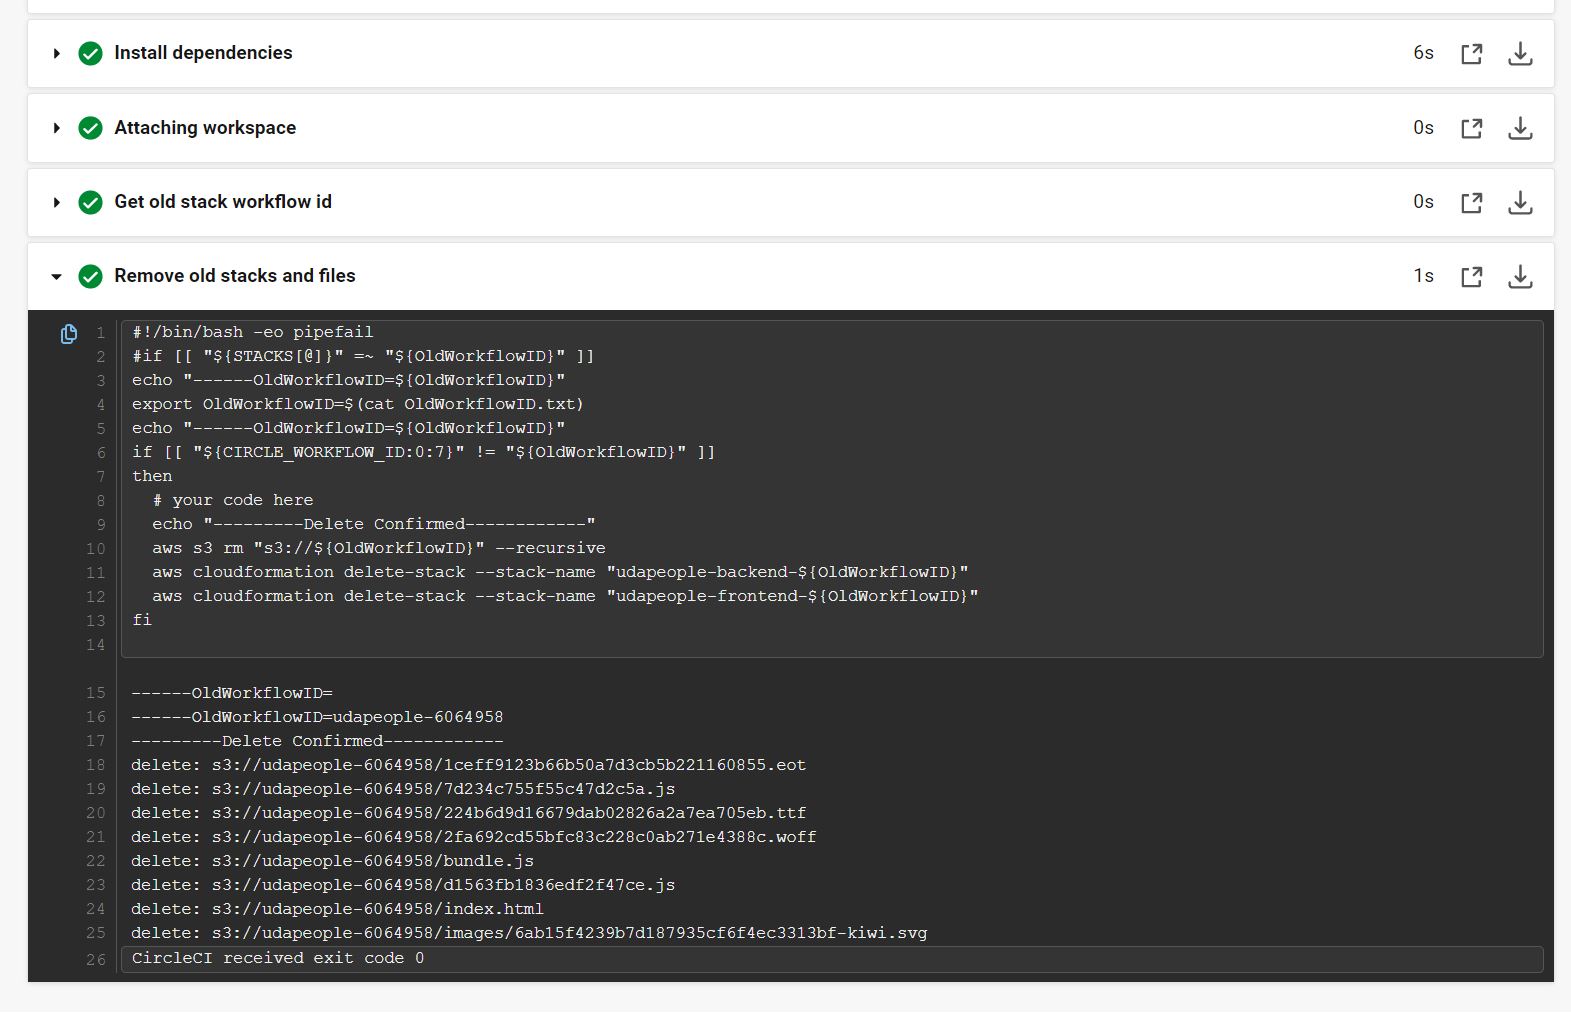 Install dependencies 6s
Attaching workspace 0s
Get old stack workflow id 0s
Remove old stacks and files 1s
1 #!/bin/bash -eo pipefail
2 #if [[ "${STACKS[@]}" =~ "${OldWorkflowID}" ]]
3 echo "------OldWorkflowID=${OldWorkflowID}"
4 export OldWorkflowID=$(cat OldWorkflowID.txt)
5 echo "------OldWorkflowID=${OldWorkflowID}"
6 if [[ "${CIRCLE_WORKFLOW_ID:0:7}" != "${OldWorkflowID}" ]]
7 then
8   # your code here
9   echo "---------Delete Confirmed------------"
10   aws s3 rm "s3://${OldWorkflowID}" --recursive
11   aws cloudformation delete-stack --stack-name "udapeople-backend-${OldWorkflowID}"
12   aws cloudformation delete-stack --stack-name "udapeople-frontend-${OldWorkflowID}"
13 fi
14
15 ------OldWorkflowID=
16 ------OldWorkflowID=udapeople-6064958
17 ---------Delete Confirmed------------
18 delete: s3://udapeople-6064958/1ceff9123b66b50a7d3cb5b221160855.eot
19 delete: s3://udapeople-6064958/7d234c755f55c47d2c5a.js
20 delete: s3://udapeople-6064958/224b6d9d16679dab02826a2a7ea705eb.ttf
21 delete: s3://udapeople-6064958/2fa692cd55bfc83c228c0ab271e4388c.woff
22 delete: s3://udapeople-6064958/bundle.js
23 delete: s3://udapeople-6064958/d1563fb1836edf2f47ce.js
24 delete: s3://udapeople-6064958/index.html
25 delete: s3://udapeople-6064958/images/6ab15f4239b7d187935cf6f4ec3313bf-kiwi.svg
26 CircleCI received exit code 0